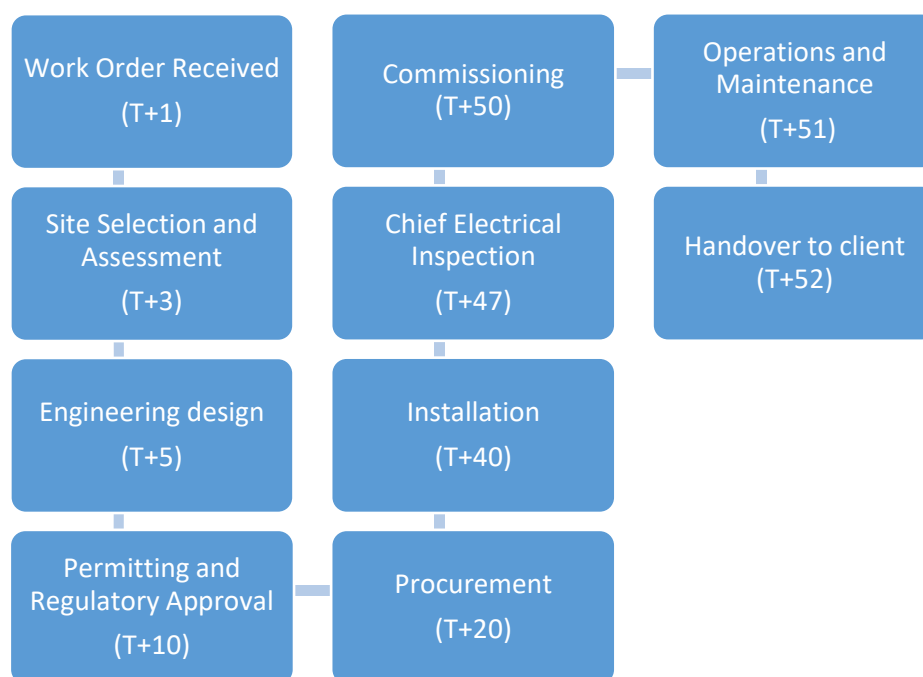 Work Order Received
(T+1)
Site Selection and
Assessment
(T+3)
Engineering design
(T+5)
Permitting and
Regulatory Approval
(T+10)
Procurement
(T+20)
Installation
(T+40)
Chief Electrical
Inspection
(T+47)
Commissioning
(T+50)
Operations and
Maintenance
(T+51)
Handover to client
(T+52)